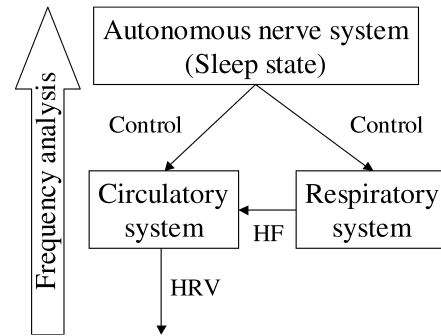 Autonomous nerve system
(Sleep state)
Frequency analysis
Control
Control
Circulatory
system
Respiratory
system
HF
HRV